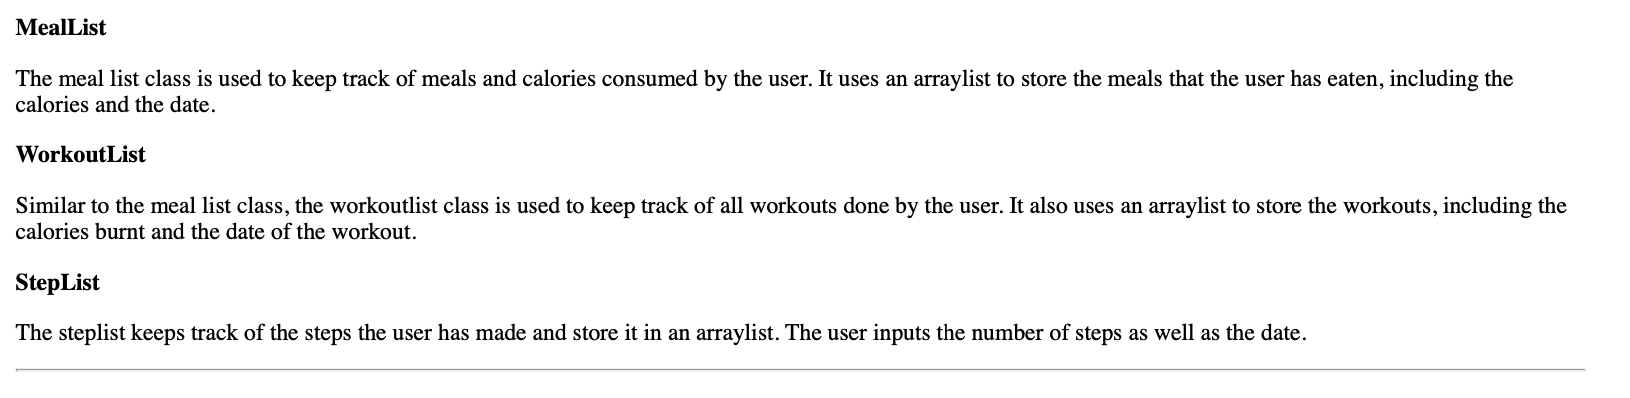 MealList
The meal list class is used to keep track of meals and calories consumed by the user. It uses an arraylist to store the meals that the user has eaten, including the
calories and the date.
WorkoutList
Similar to the meal list class, the workoutlist class is used to keep track of all workouts done by the user. It also uses an arraylist to store the workouts, including the
calories burnt and the date of the workout.
StepList
The steplist keeps track of the steps the user has made and store it in an arraylist. The user inputs the number of steps as well as the date.